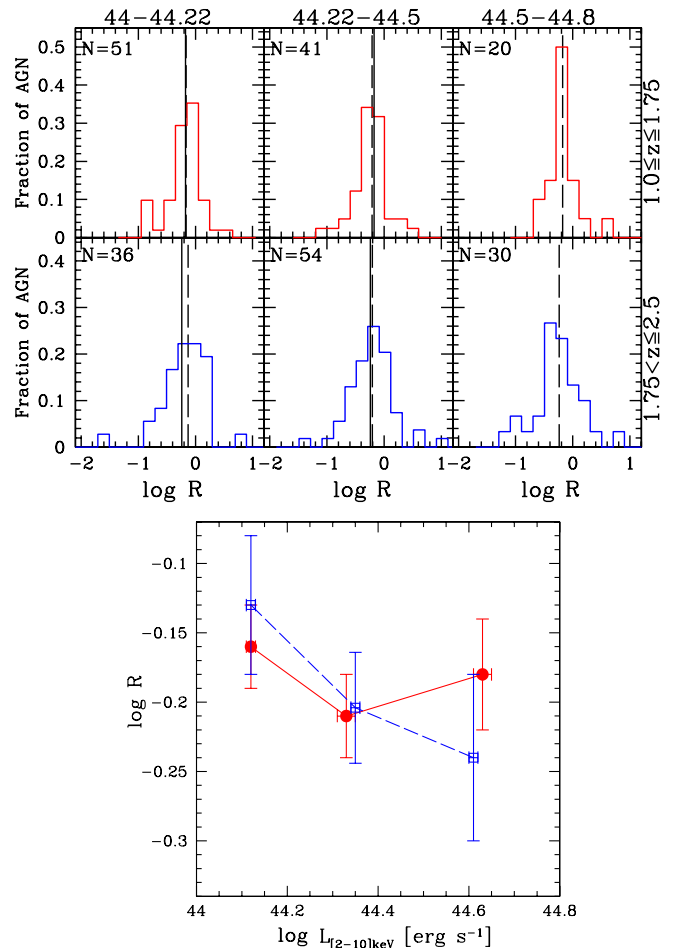 44−44.22 44.22−44.5 44.5−44.8
N=51 N=41 N=20
0.5
0.4
0.3
0.2
0.1
0
Fraction of AGN
1.0≤z≤1.75
N=36 N=54 N=30
0.4
0.3
0.2
0.1
0
Fraction of AGN
1.75<z≤2.5
−2 −1 0 1 −2 −1 0 1 −2 −1 0 1
log R log R log R
−0.1
−0.15
−0.2
−0.25
−0.3
log R
44 44.2 44.4 44.6 44.8
log L[2−10]keV [erg s⁻¹]